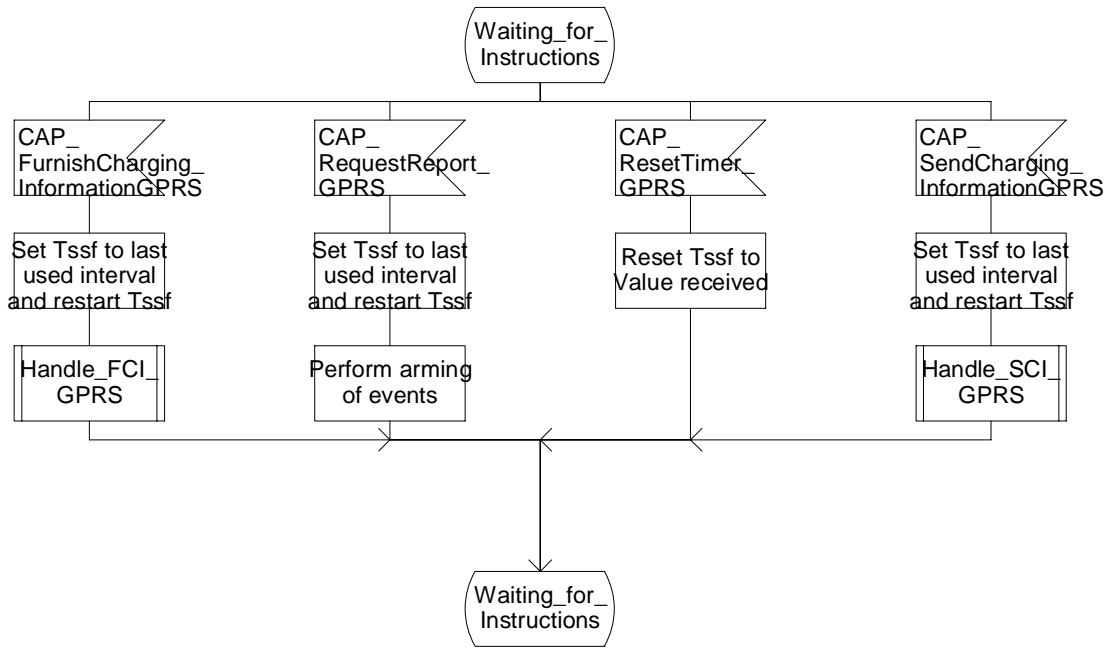 Waiting_for_
Instructions
CAP_
FurnishCharging_
InformationGPRS
CAP_
RequestReport_
GPRS
CAP_
ResetTimer_
GPRS
CAP_
SendCharging_
InformationGPRS
Set Tssf to last
used interval
and restart Tssf
Set Tssf to last
used interval
and restart Tssf
Reset Tssf to
Value received
Set Tssf to last
used interval
and restart Tssf
Handle_FCI_
GPRS
Perform arming
of events
Handle_SCI_
GPRS
Waiting_for_
Instructions